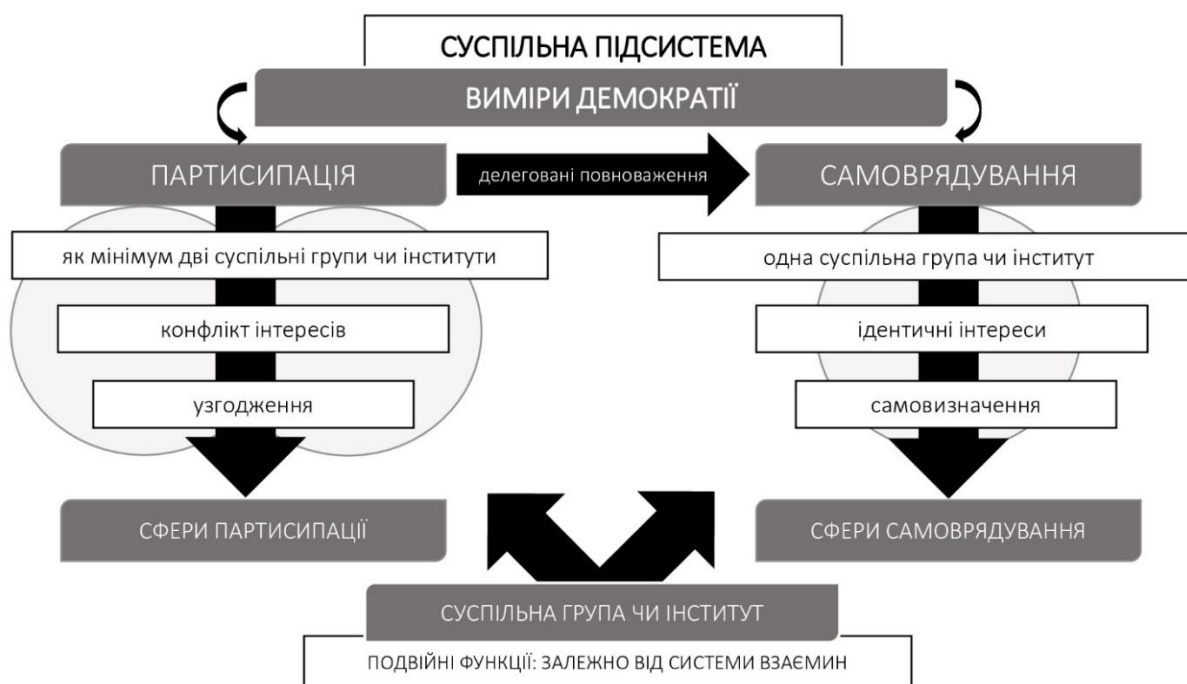 СУСПІЛЬНА ПІДСИСТЕМА
ВИМІРИ ДЕМОКРАТІЇ
ПАРТИСИПАЦІЯ
делеговані повноваження
САМОВРЯДУВАННЯ
як мінімум дві суспільні групи чи інститути
конфлікт інтересів
узгодження
одна суспільна група чи інститут
ідентичні інтереси
самовизначення
СФЕРИ ПАРТИСИПАЦІЇ
СФЕРИ САМОВРЯДУВАННЯ
СУСПІЛЬНА ГРУПА ЧИ ІНСТИТУТ
ПОДВІЙНІ ФУНКЦІЇ: ЗАЛЕЖНО ВІД СИСТЕМИ ВЗАЄМИН